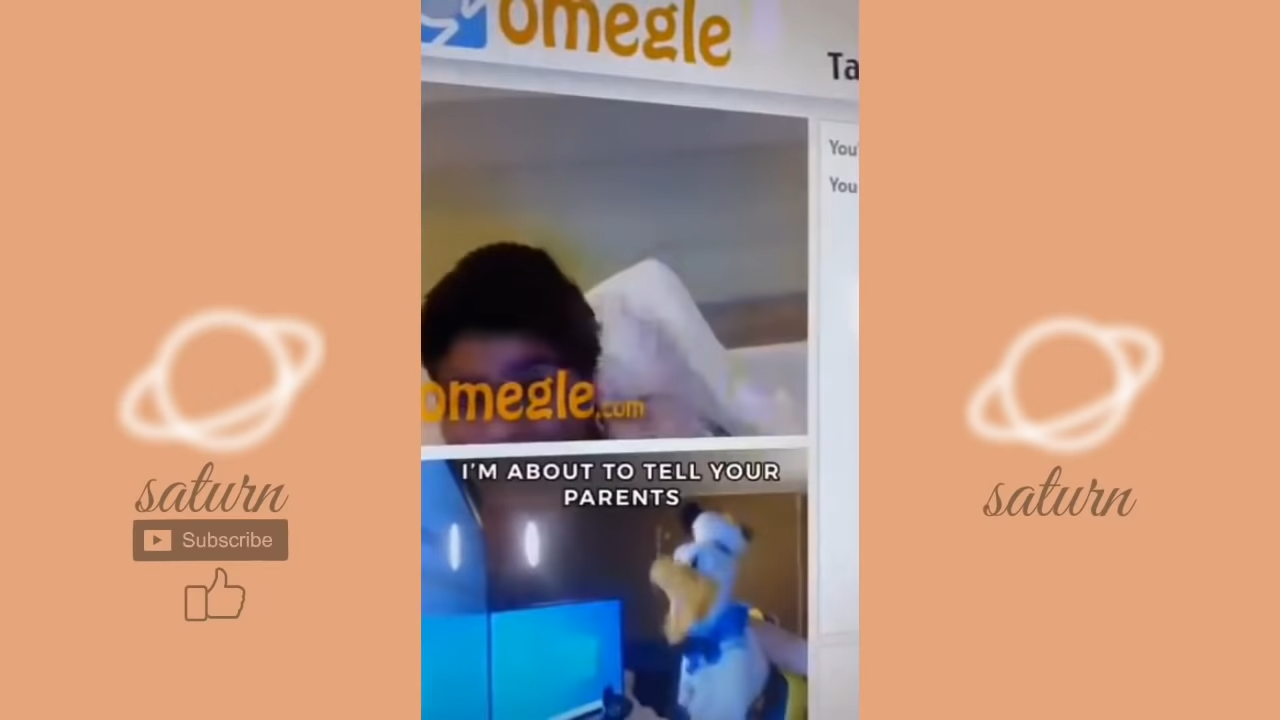 omegle
Ta
You'
You
omegle.com
I'M ABOUT TO TELL YOUR
PARENTS
saturn
Subscribe
saturn